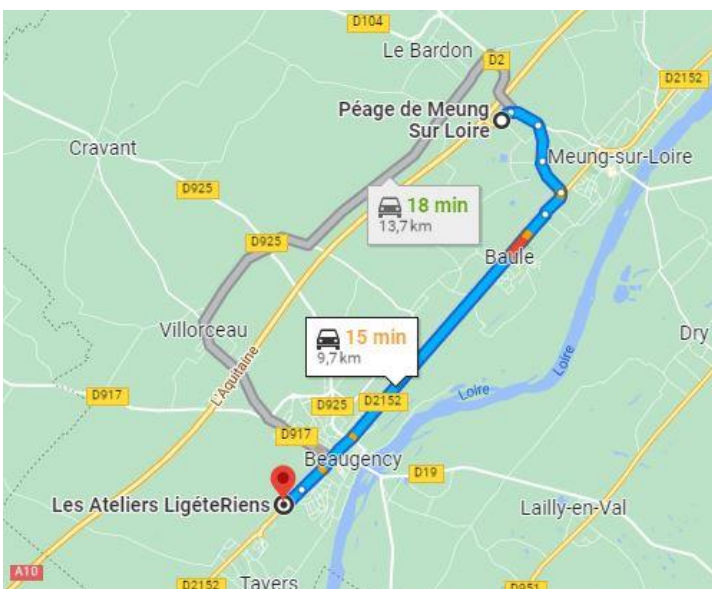 D104
Le Bardon
D2
D2152
Péage de Meung
Sur Loire
Cravant
Meung-sur-Loire
D925
18 min
13,7 km
D925
Baule
Villorceau
15 min
9,7 km
Dry
L'Aquitaine
Loire
Loire
D917
D925
D2152
D917
Beaugency
D19
Les Ateliers LigéteRiens
Lailly-en-Val
A10
D2152
Tavers
D951